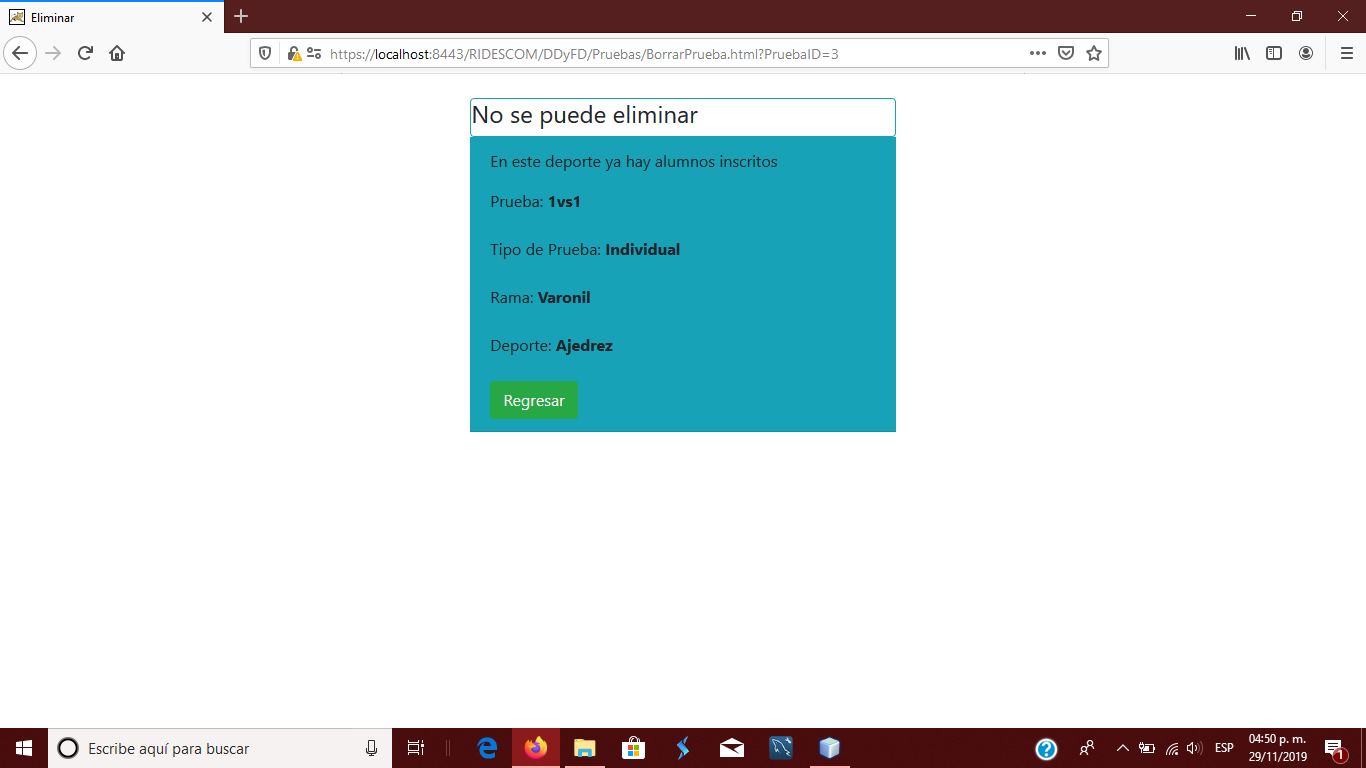 Eliminar
https://localhost:8443/RIDESCOM/DDyFD/Pruebas/BorrarPrueba.html?PruebaID=3
No se puede eliminar
En este deporte ya hay alumnos inscritos
Prueba: 1vs1
Tipo de Prueba: Individual
Rama: Varonil
Deporte: Ajedrez
Regresar
Escribe aquí para buscar
ESP
04:50 p. m.
29/11/2019
1